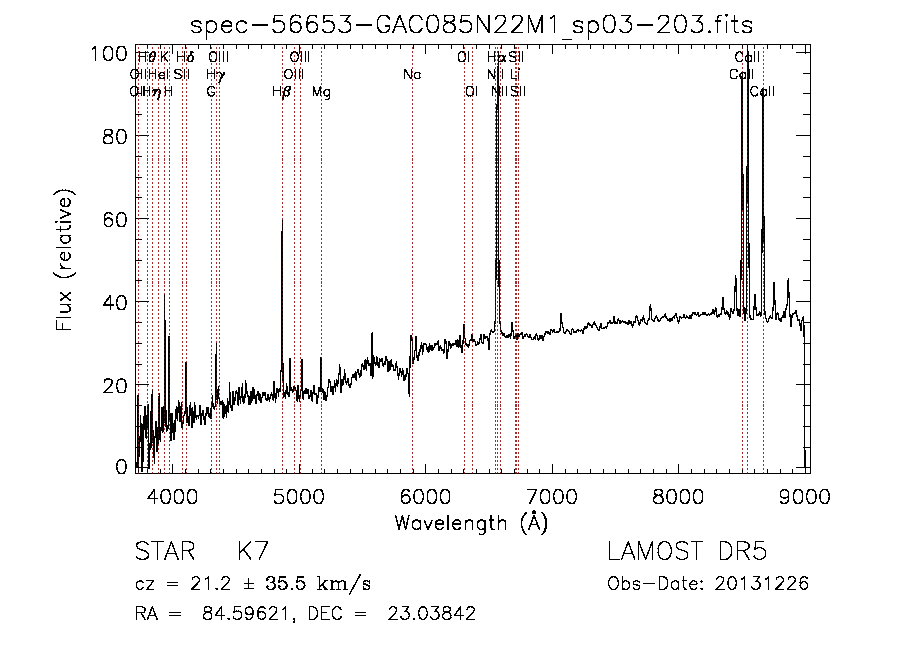 spec-56653-GAC085N22M1_sp03-203.fits
Hθ K Hδ OIII OIII OI Hα SII CaII
OII HeI SII Hγ OIII Na NI Li CaII
OII Hη H G Hβ Mg OI NII SII CaII
100
80
60
40
20
0
Flux (relative)
4000 5000 6000 7000 8000 9000
Wavelength (Å)
STAR K7 LAMOST DR5
cz = 21.2 ± 35.5 km/s Obs-Date: 20131226
RA = 84.59621, DEC = 23.03842